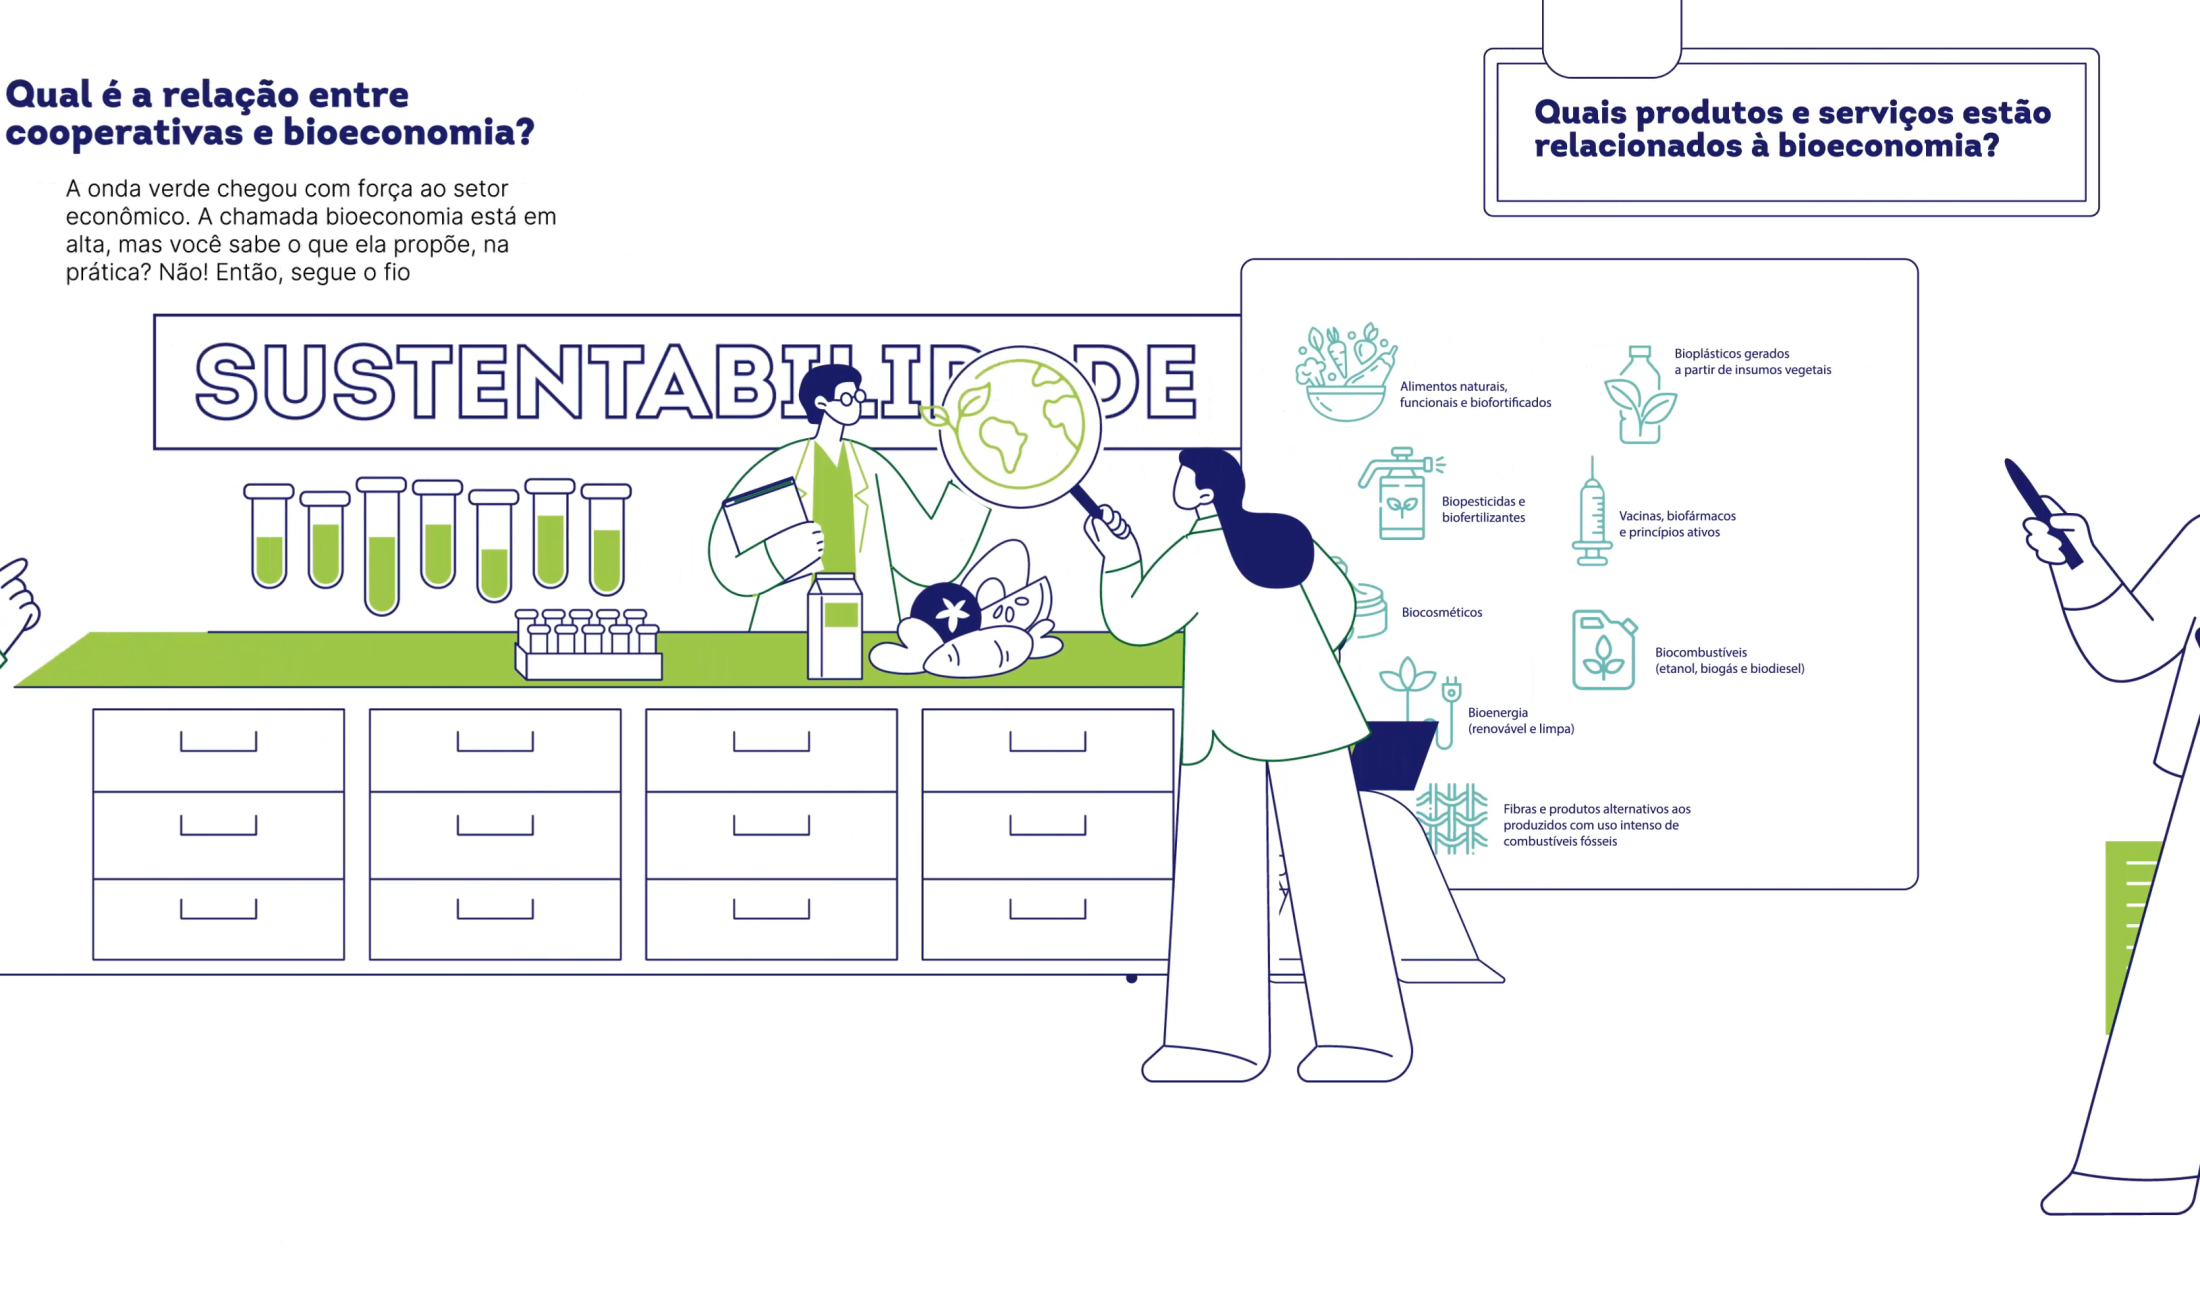 Qual é a relação entre
cooperativas e bioeconomia?
A onda verde chegou com força ao setor
econômico. A chamada bioeconomia está em
alta, mas você sabe o que ela propõe, na
prática? Não! Então, segue o fio
SUSTENTABILIDADE
Quais produtos e serviços estão
relacionados à bioeconomia?
Alimentos naturais,
funcionais e biofortificados
Bioplásticos gerados
a partir de insumos vegetais
Biopesticidas e
biofertilizantes
Vacinas, biofármacos
e princípios ativos
Biocosméticos
Biocombustíveis
(etanol, biogás e biodiesel)
Bioenergia
(renovável e limpa)
Fibras e produtos alternativos aos
produzidos com uso intenso de
combustíveis fósseis